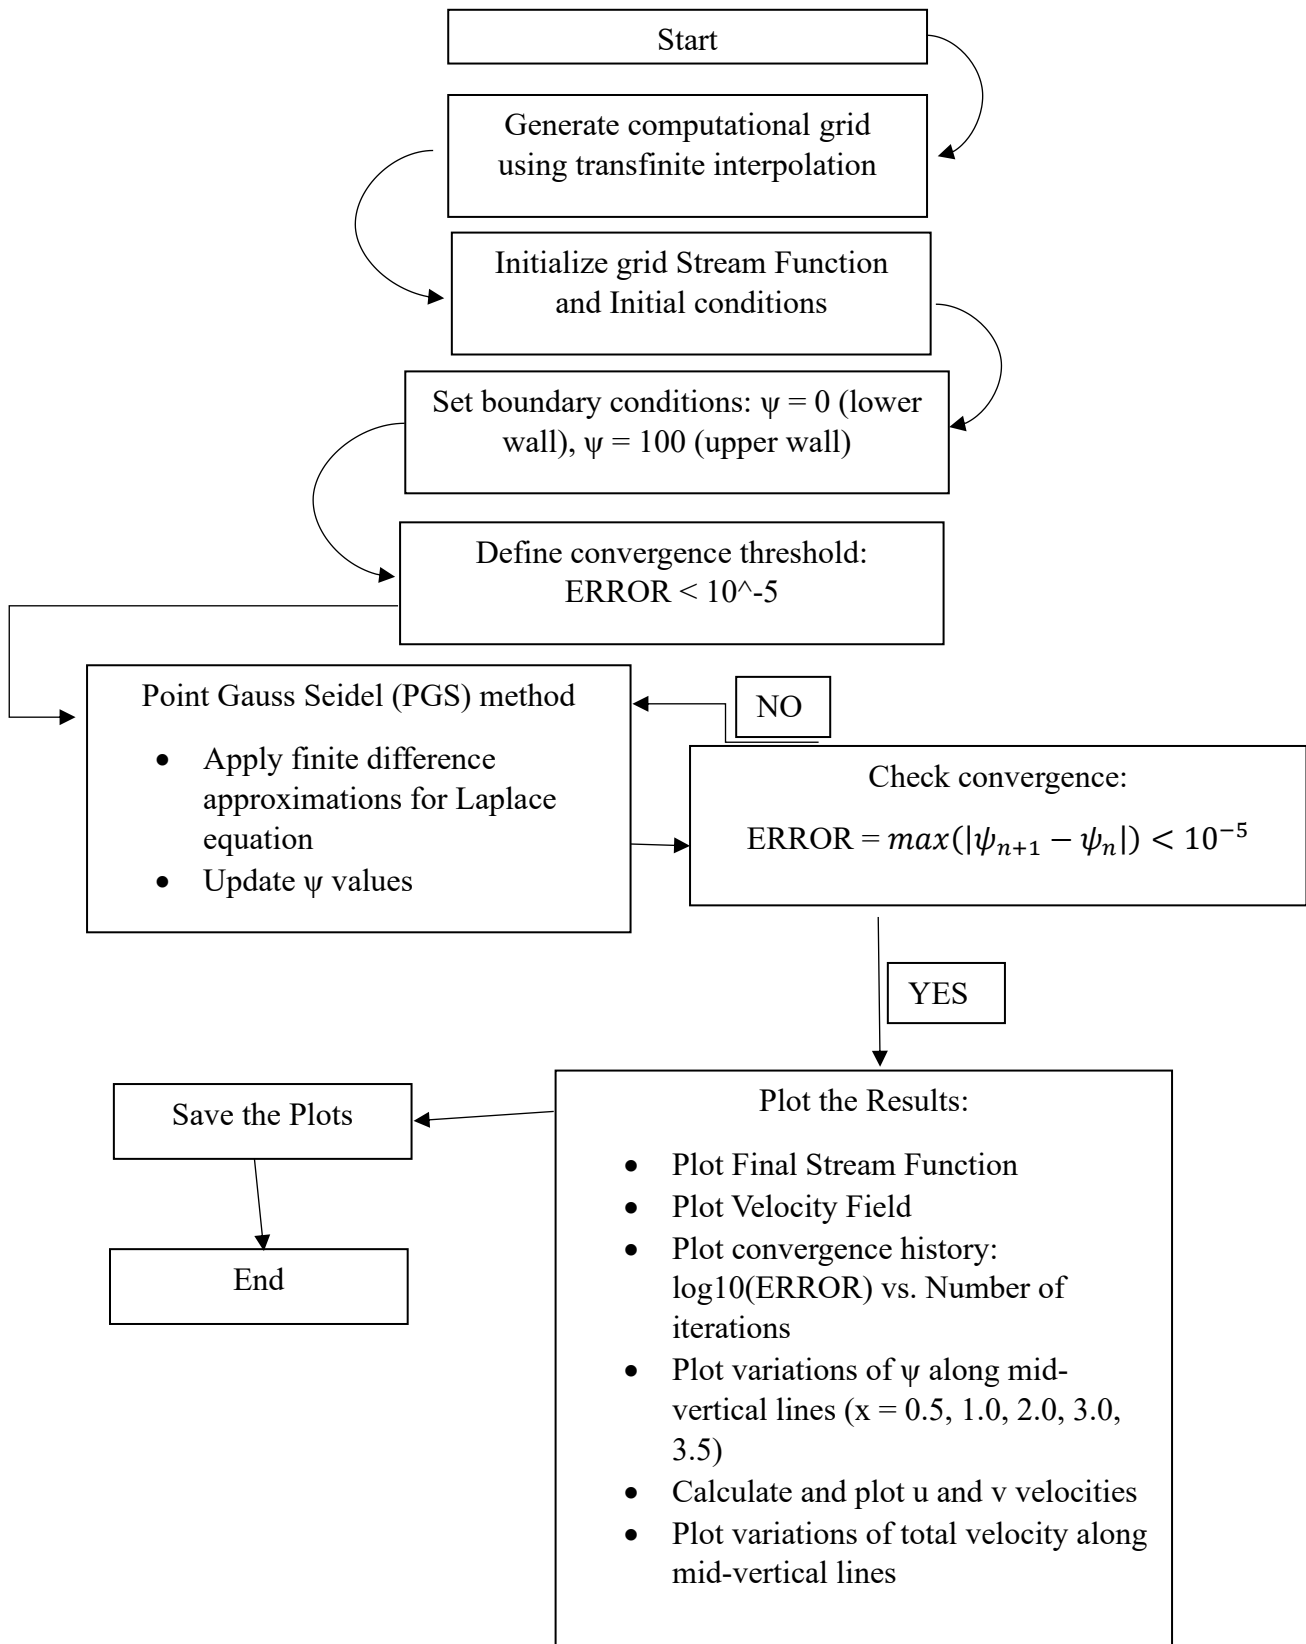 Start
Generate computational grid
using transfinite interpolation
Initialize grid Stream Function
and Initial conditions
Set boundary conditions: ψ = 0 (lower
wall), ψ = 100 (upper wall)
Define convergence threshold:
ERROR < 10^-5
Point Gauss Seidel (PGS) method
• Apply finite difference
approximations for Laplace
equation
• Update ψ values
NO
Check convergence:
ERROR = max(|ψₙ₊₁ − ψₙ|) < 10⁻⁵
YES
Plot the Results:
• Plot Final Stream Function
• Plot Velocity Field
• Plot convergence history:
log10(ERROR) vs. Number of
iterations
• Plot variations of ψ along mid-
vertical lines (x = 0.5, 1.0, 2.0, 3.0,
3.5)
• Calculate and plot u and v velocities
• Plot variations of total velocity along
mid-vertical lines
Save the Plots
End